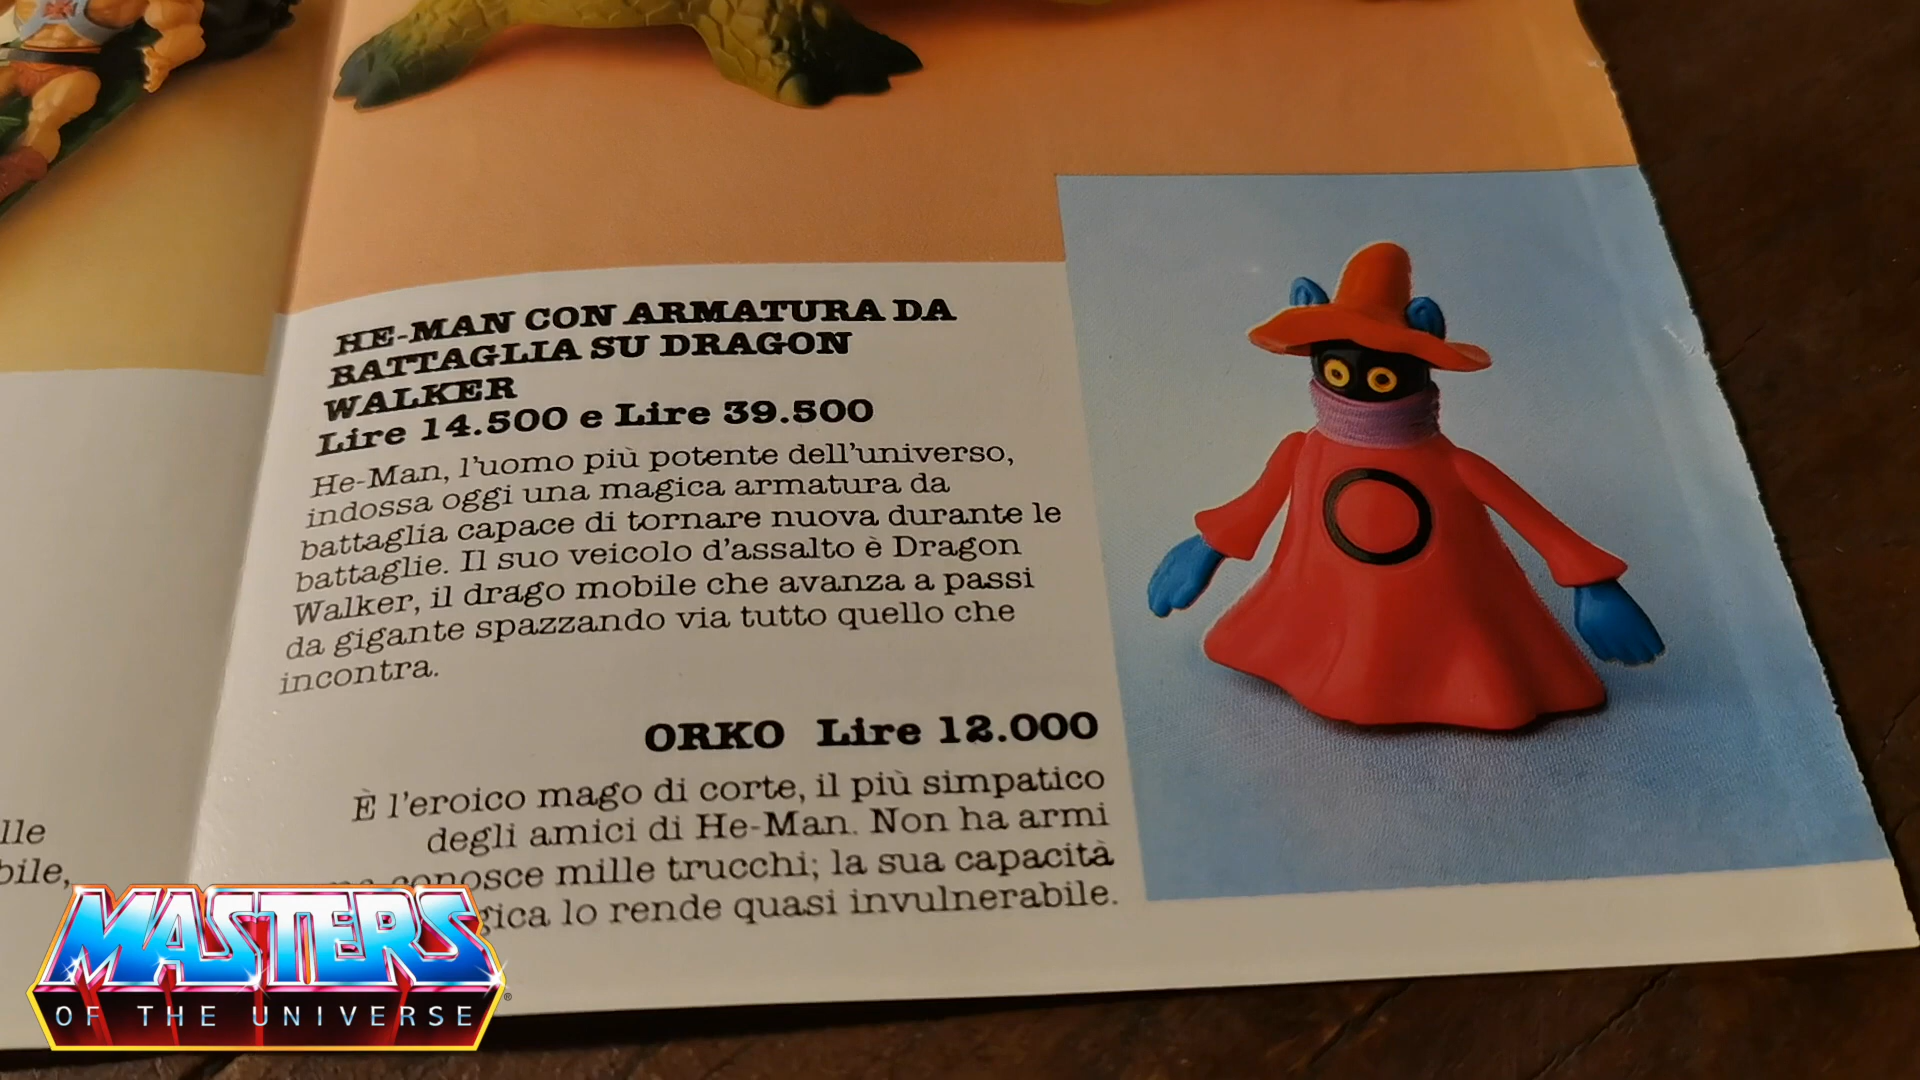 HE-MAN CON ARMATURA DA
BATTAGLIA SU DRAGON
WALKER
Lire 14.500 e Lire 39.500
He-Man, l'uomo più potente dell'universo,
indossa oggi una magica armatura da
battaglia capace di tornare nuova durante le
battaglie. Il suo veicolo d'assalto è Dragon
Walker, il drago mobile che avanza a passi
da gigante spazzando via tutto quello che
incontra.
ORKO Lire 12.000
È l'eroico mago di corte, il più simpatico
degli amici di He-Man. Non ha armi
conosce mille trucchi; la sua capacità
lo rende quasi invulnerabile.
MASTERS
OF THE UNIVERSE